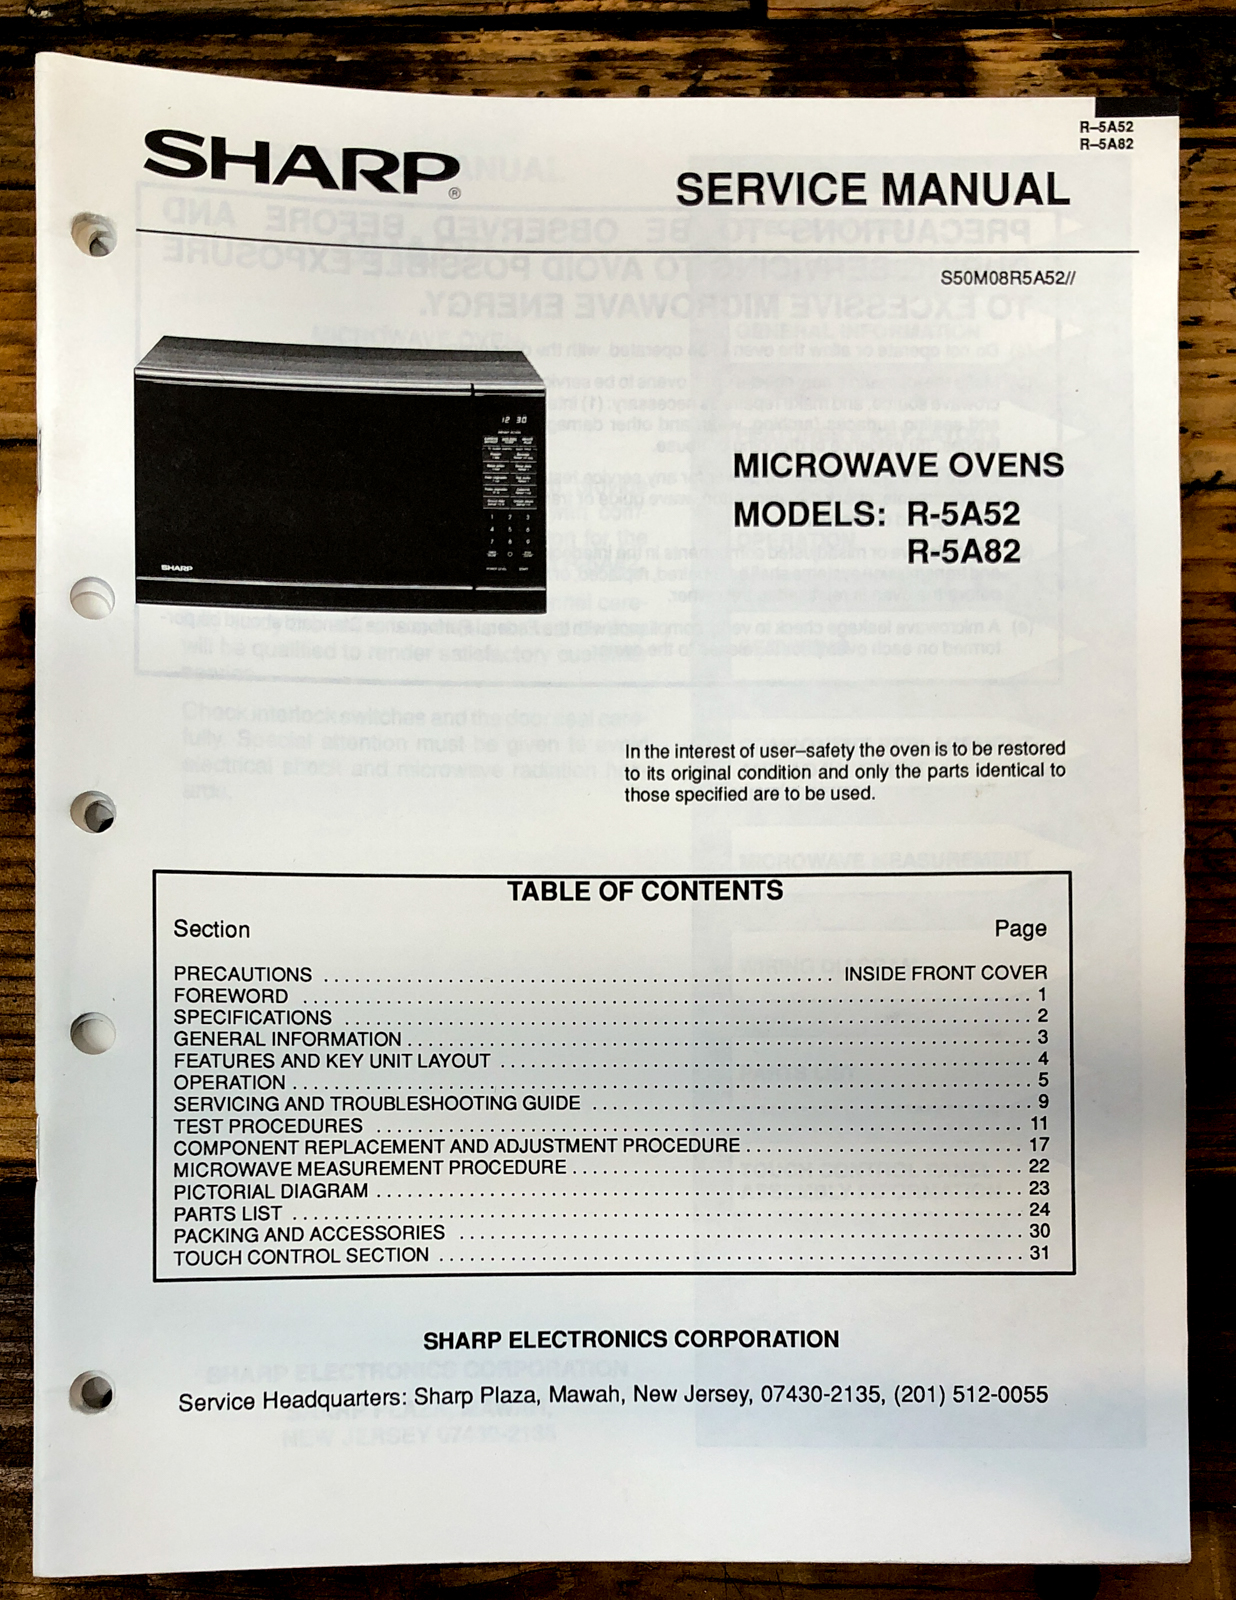 R–5A52
R–5A82
SHARP®
SERVICE MANUAL
S50M08R5A52//
12 30
SHARP
MICROWAVE OVENS
MODELS: R-5A52
R-5A82
In the interest of user–safety the oven is to be restored
to its original condition and only the parts identical to
those specified are to be used.
TABLE OF CONTENTS
Section Page
PRECAUTIONS ... INSIDE FRONT COVER
FOREWORD ... 1
SPECIFICATIONS ... 2
GENERAL INFORMATION ... 3
FEATURES AND KEY UNIT LAYOUT ... 4
OPERATION ... 5
SERVICING AND TROUBLESHOOTING GUIDE ... 9
TEST PROCEDURES ... 11
COMPONENT REPLACEMENT AND ADJUSTMENT PROCEDURE ... 17
MICROWAVE MEASUREMENT PROCEDURE ... 22
PICTORIAL DIAGRAM ... 23
PARTS LIST ... 24
PACKING AND ACCESSORIES ... 30
TOUCH CONTROL SECTION ... 31
SHARP ELECTRONICS CORPORATION
Service Headquarters: Sharp Plaza, Mawah, New Jersey, 07430-2135, (201) 512-0055